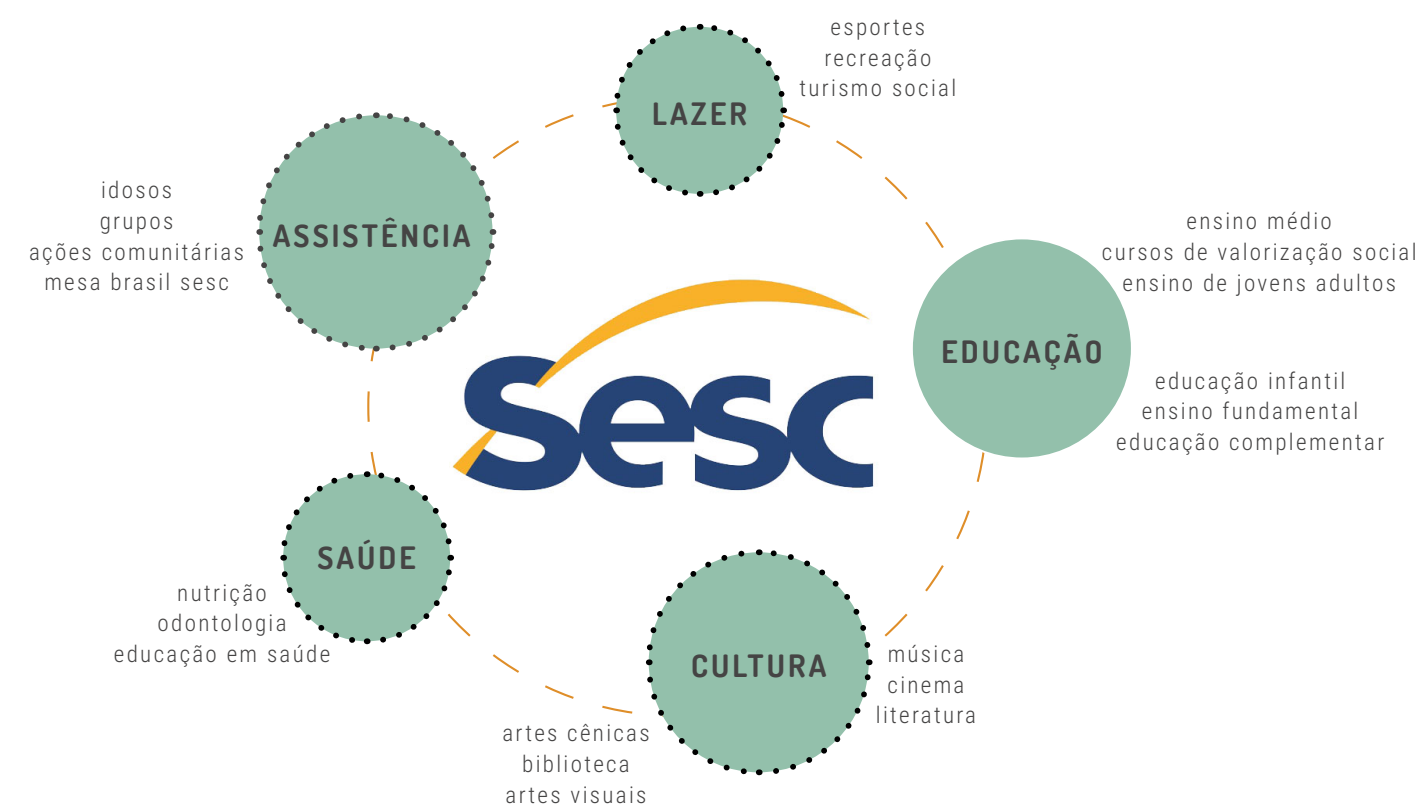 esportes
recreação
turismo social
LAZER
idosos
grupos
ações comunitárias
mesa brasil sesc
ASSISTÊNCIA
ensino médio
cursos de valorização social
ensino de jovens adultos
EDUCAÇÃO
educação infantil
ensino fundamental
educação complementar
Sesc
SAÚDE
nutrição
odontologia
educação em saúde
CULTURA
música
cinema
literatura
artes cênicas
biblioteca
artes visuais